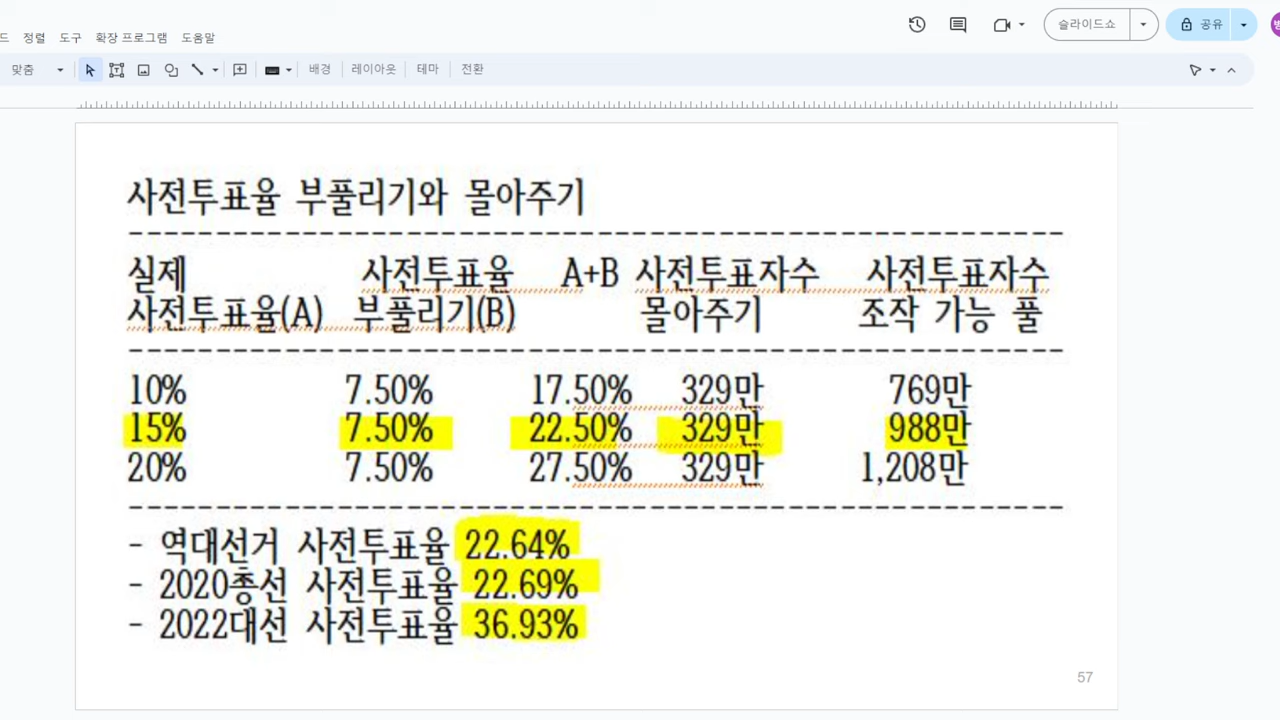 드 정렬 도구 확장 프로그램 도움말
슬라이드쇼
공유
맞춤
배경 레이아웃 테마 전환
사전투표율 부풀리기와 몰아주기
실제 사전투표율 A+B 사전투표자수 사전투표자수
사전투표율(A) 부풀리기(B) 몰아주기 조작 가능 풀
10% 7.50% 17.50% 329만 769만
15% 7.50% 22.50% 329만 988만
20% 7.50% 27.50% 329만 1,208만
- 역대선거 사전투표율 22.64%
- 2020총선 사전투표율 22.69%
- 2022대선 사전투표율 36.93%
57